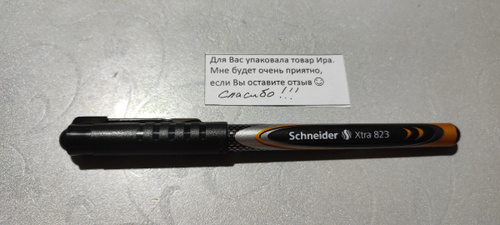 Для Вас упаковала товар Ира.
Мне будет очень приятно,
если Вы оставите отзыв ☺
Спасибо!!!
Schneider Xtra 823